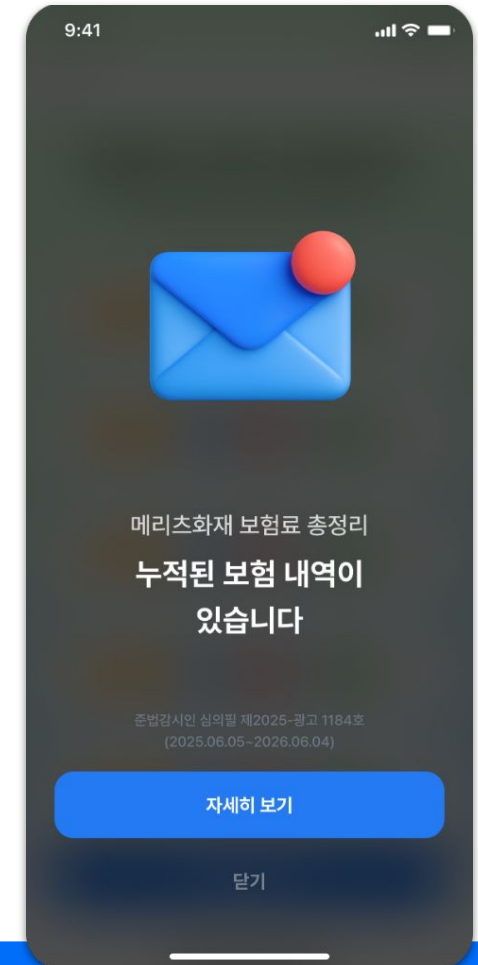 9:41
메리츠화재 보험료 총정리
누적된 보험 내역이
있습니다
준법감시인 심의필 제2025-광고 1184호
(2025.06.05~2026.06.04)
자세히 보기
닫기